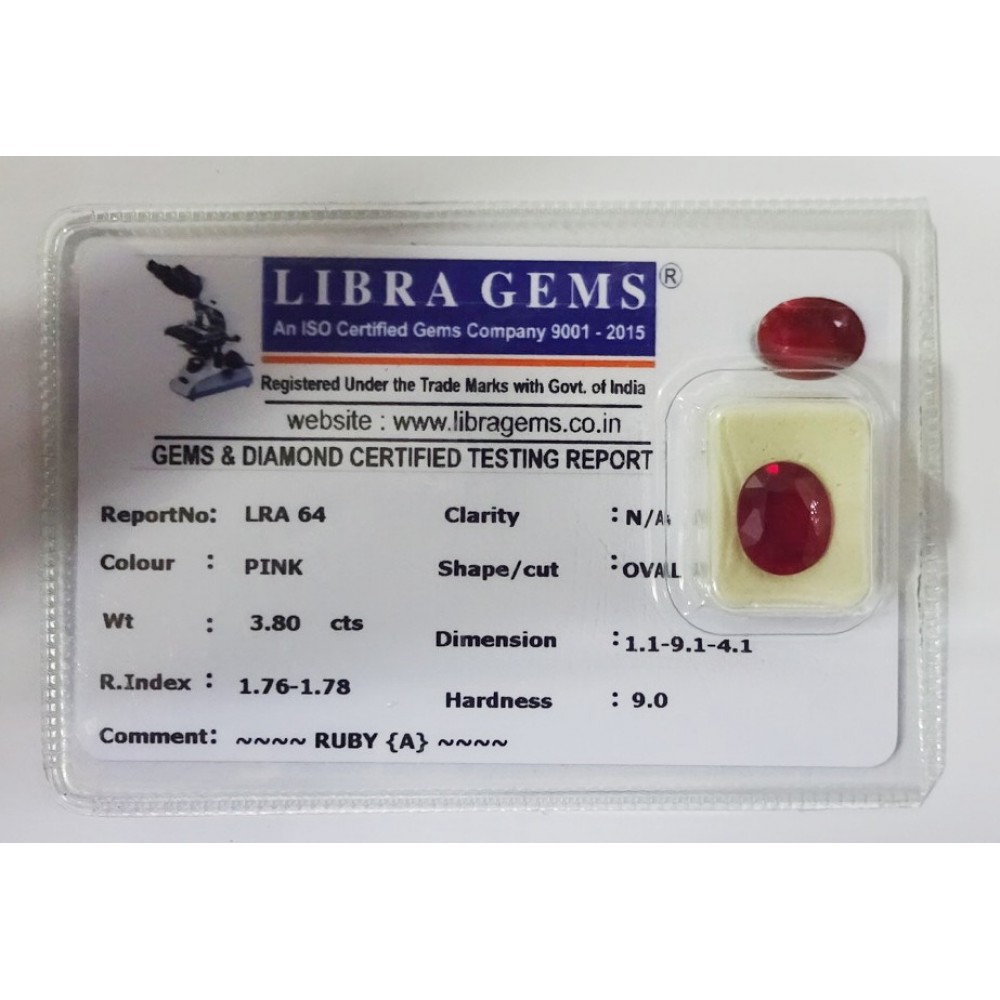 LIBRA GEMS®
An ISO Certified Gems Company 9001 - 2015
Registered Under the Trade Marks with Govt. of India
website : www.libragems.co.in
GEMS & DIAMOND CERTIFIED TESTING REPORT
ReportNo: LRA 64 Clarity : N/A
Colour : PINK Shape/cut : OVAL
Wt : 3.80 cts Dimension : 1.1-9.1-4.1
R.Index : 1.76-1.78 Hardness : 9.0
Comment: ~~~~ RUBY {A} ~~~~